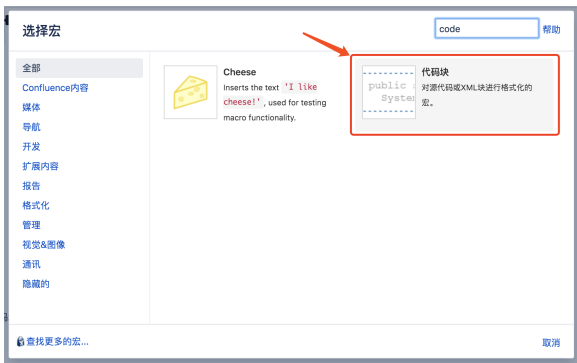 选择宏
code
帮助
全部
Confluence内容
媒体
导航
开发
扩展内容
报告
格式化
管理
视觉&图像
通讯
隐藏的
Cheese
Inserts the text 'I like
cheese!' , used for testing
macro functionality.
public
System
代码块
对源代码或XML块进行格式化的
宏。
查找更多的宏...
取消